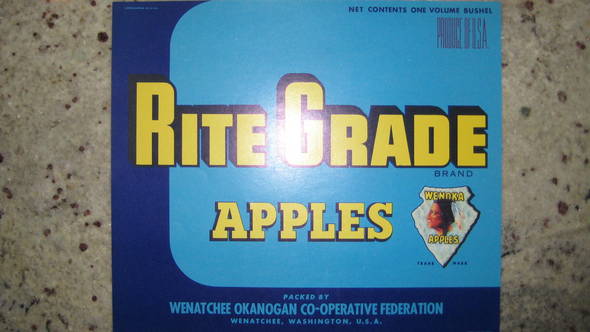 NET CONTENTS ONE VOLUME BUSHEL
PRODUCE OF U.S.A.
RITE GRADE
BRAND
APPLES
WENOKA
APPLES
TRADE MARK
PACKED BY
WENATCHEE OKANOGAN CO-OPERATIVE FEDERATION
WENATCHEE, WASHINGTON, U.S.A.